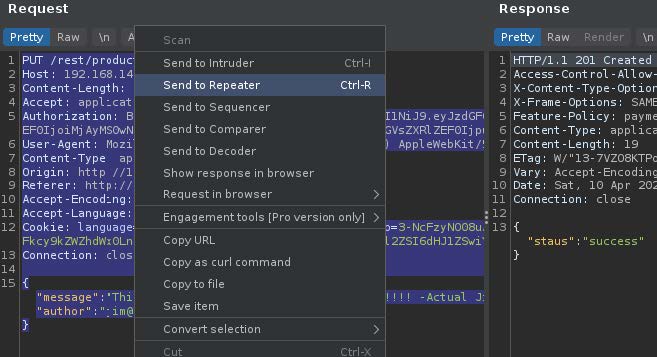 Request
Pretty Raw \n
1 PUT /rest/produc
2 Host: 192.168.14
3 Content-Length:
4 Accept: applicat
5 Authorization: B
EF0IjoiMjAyMS0wN
6 User-Agent: Mozi
7 Content-Type app
8 Origin: http://1
9 Referer: http:/
10 Accept-Encoding:
11 Accept-Language:
12 Cookie: language=
Fkcy9kZWZhdWx0Ln
13 Connection: clos
14
15 {
"message":"Thi
"author":"jim@
}
Scan
Send to Intruder Ctrl-I
Send to Repeater Ctrl-R
Send to Sequencer
Send to Comparer
Send to Decoder
Show response in browser
Request in browser
Engagement tools [Pro version only]
Copy URL
Copy as curl command
Copy to file
Save item
Convert selection
Cut Ctrl-X
I1NiJ9.eyJzdGF
GVsZXRlZEF0Ijp
) AppleWebKit/5
=3-NcFzyNO08u
l2ZSI6dHJ1ZSwi
!!!! -Actual J
Response
Pretty Raw Render \n
1 HTTP/1.1 201 Created
2 Access-Control-Allow-
3 X-Content-Type-Option
4 X-Frame-Options: SAME
5 Feature-Policy: payme
6 Content-Type: applica
7 Content-Length: 19
8 ETag: W/"13-7VZO8KTPo
9 Vary: Accept-Encoding
10 Date: Sat, 10 Apr 202
11 Connection: close
12
13 {
"staus":"success"
}